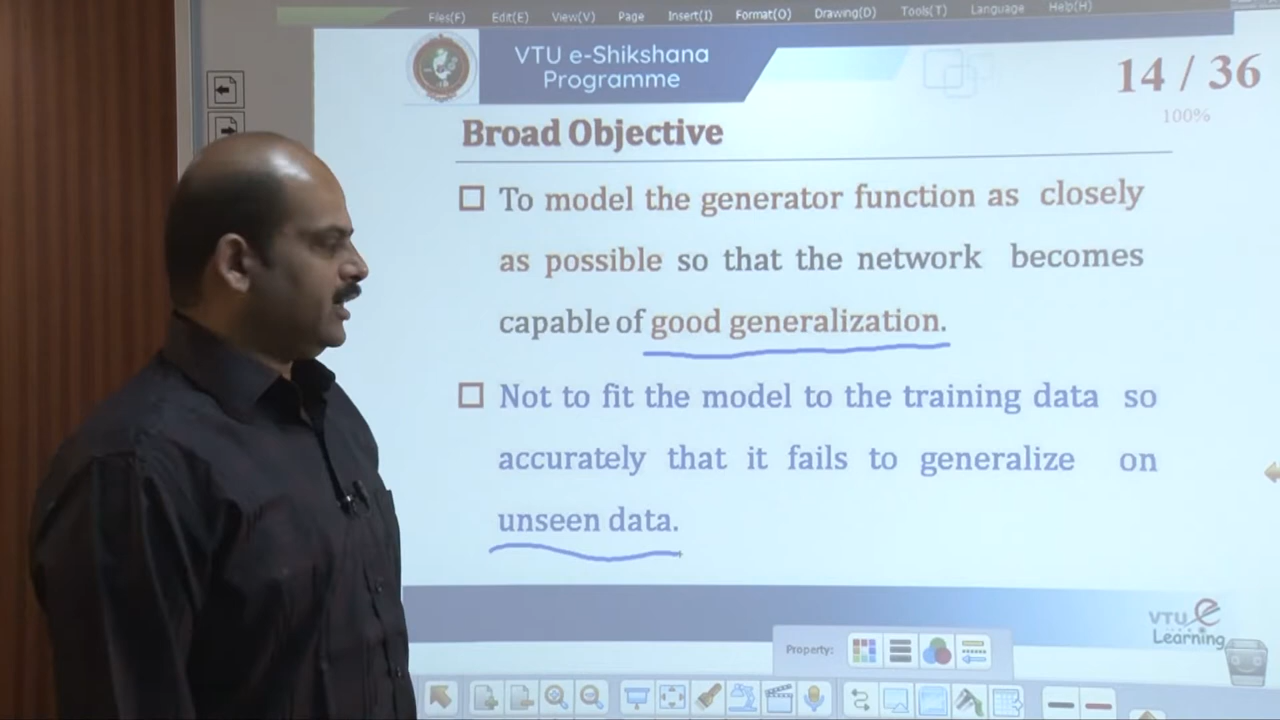 Files(F) Edit(E) View(V) Page Insert(I) Format(O) Drawing(D) Tools(T) Language Help(H)
VTU e-Shikshana
Programme
14 / 36
100%
Broad Objective
To model the generator function as closely
as possible so that the network becomes
capable of good generalization.
Not to fit the model to the training data so
accurately that it fails to generalize on
unseen data.
VTU e
Learning
Property: